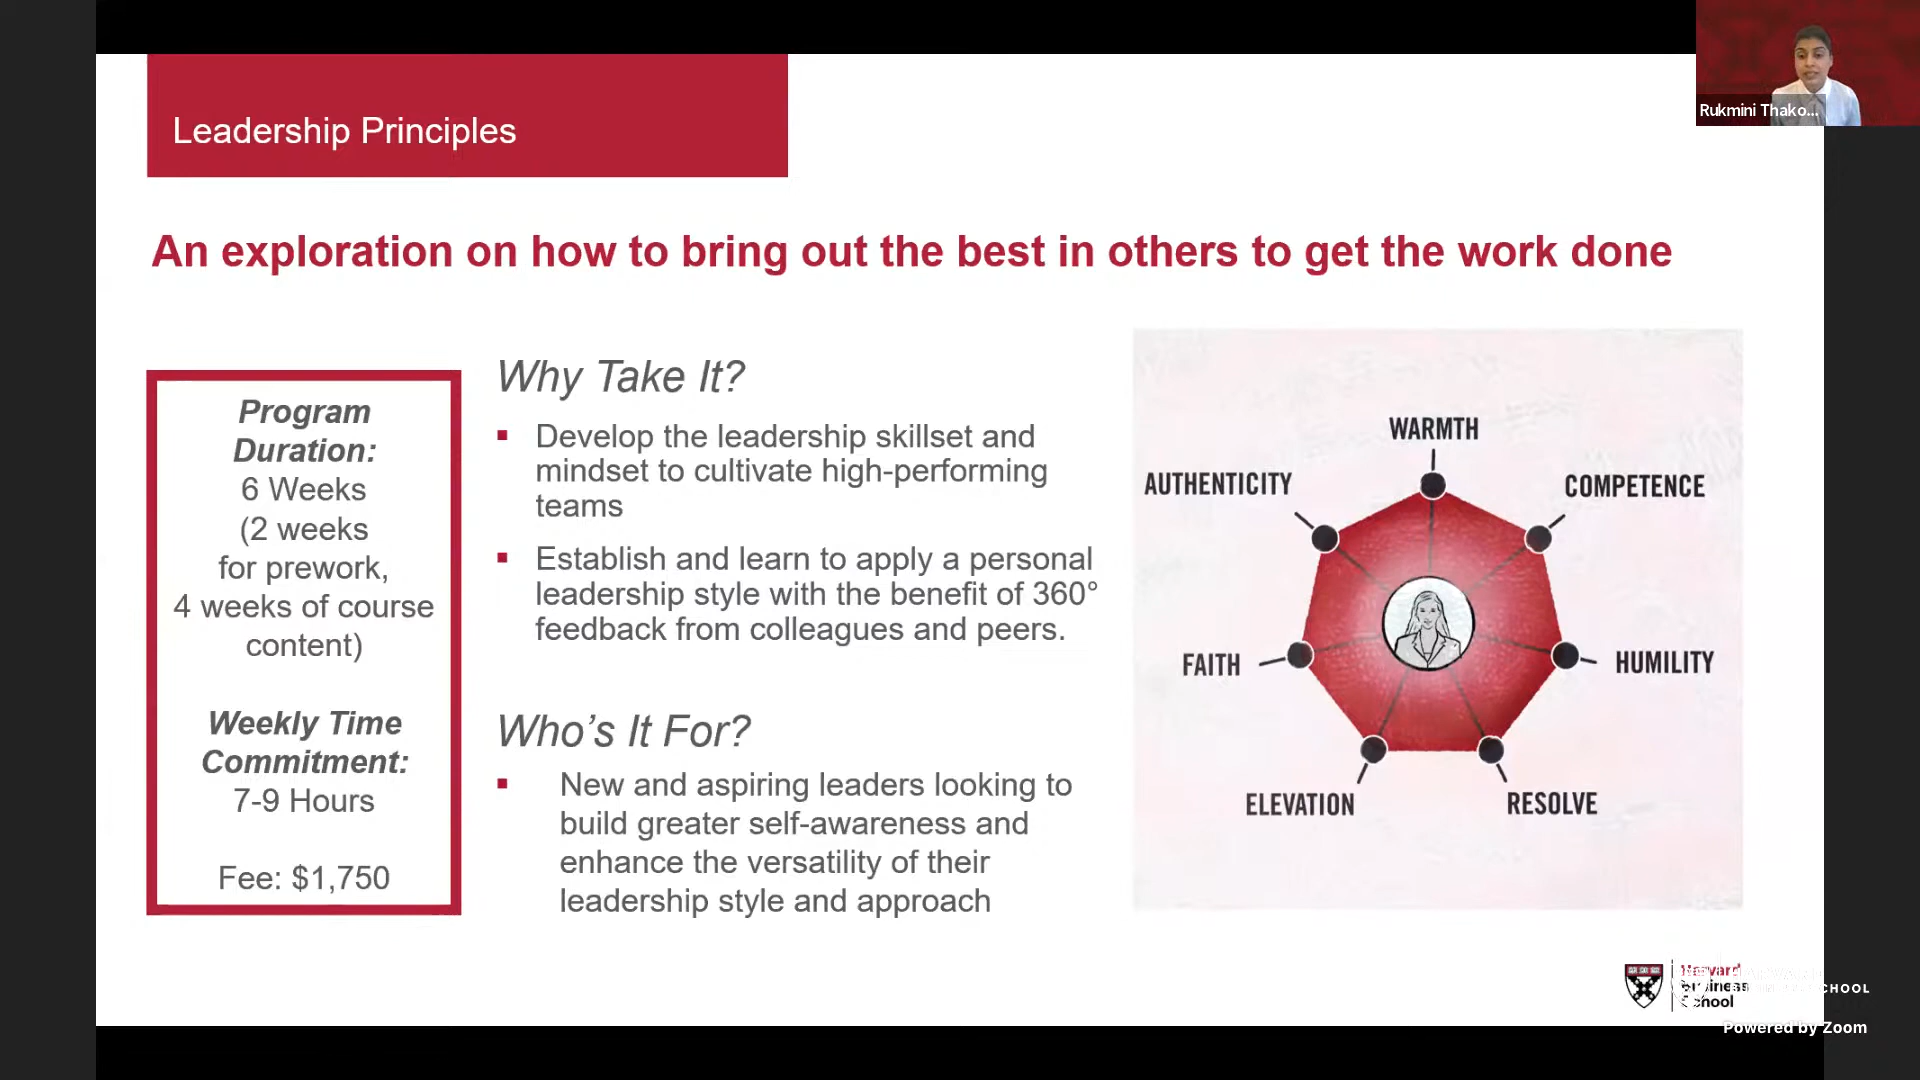 Rukmini Thako...
Leadership Principles
An exploration on how to bring out the best in others to get the work done
Program
Duration:
6 Weeks
(2 weeks
for prework,
4 weeks of course
content)
Weekly Time
Commitment:
7-9 Hours
Fee: $1,750
Why Take It?
▪ Develop the leadership skillset and
mindset to cultivate high-performing
teams
▪ Establish and learn to apply a personal
leadership style with the benefit of 360°
feedback from colleagues and peers.
Who’s It For?
▪ New and aspiring leaders looking to
build greater self-awareness and
enhance the versatility of their
leadership style and approach
WARMTH
AUTHENTICITY
COMPETENCE
FAITH
HUMILITY
ELEVATION
RESOLVE
Harvard
Business
School
Powered by Zoom